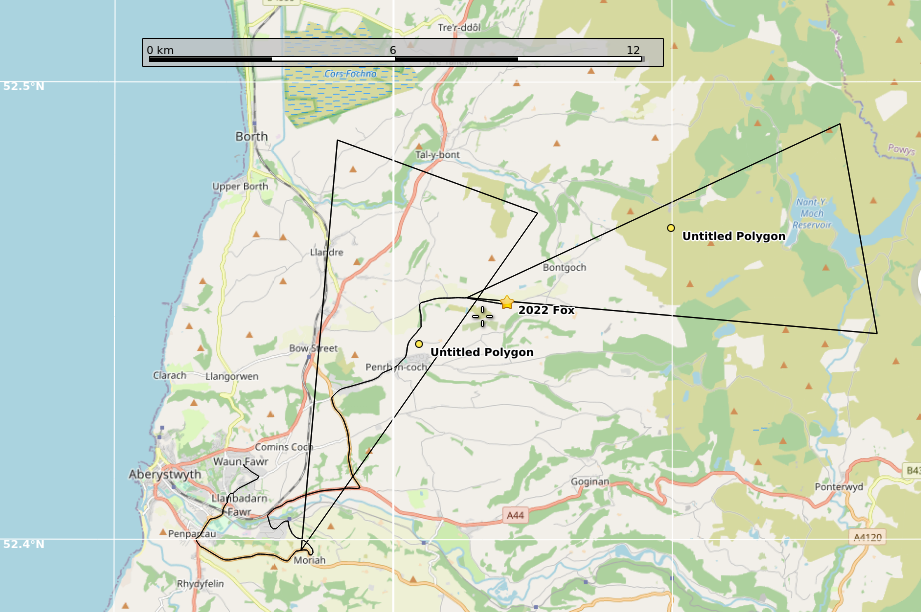 Tre'r-ddôl
0 km 6 12
Cors Fochno
52.5°N
Borth
Tal-y-bont
Powys
Upper Borth
Nant-Y-
Moch
Reservoir
Untitled Polygon
Llandre
Bontgoch
2022 Fox
Bow Street
Untitled Polygon
Penrhyn-coch
Clarach
Llangorwen
Comins Coch
Waun Fawr
Aberystwyth
Goginan
Ponterwyd
Llanbadarn
Fawr
A44
Penparcau
A4120
52.4°N
Moriah
Rhydyfelin